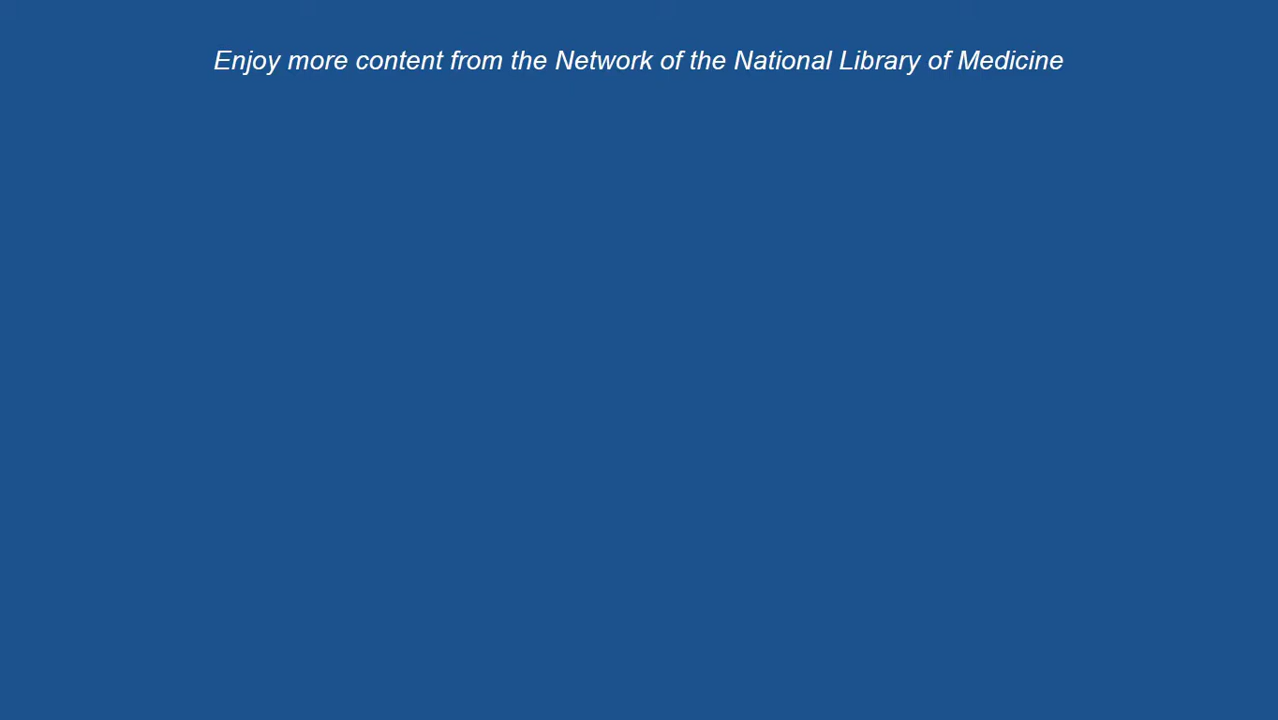 Enjoy more content from the Network of the National Library of Medicine